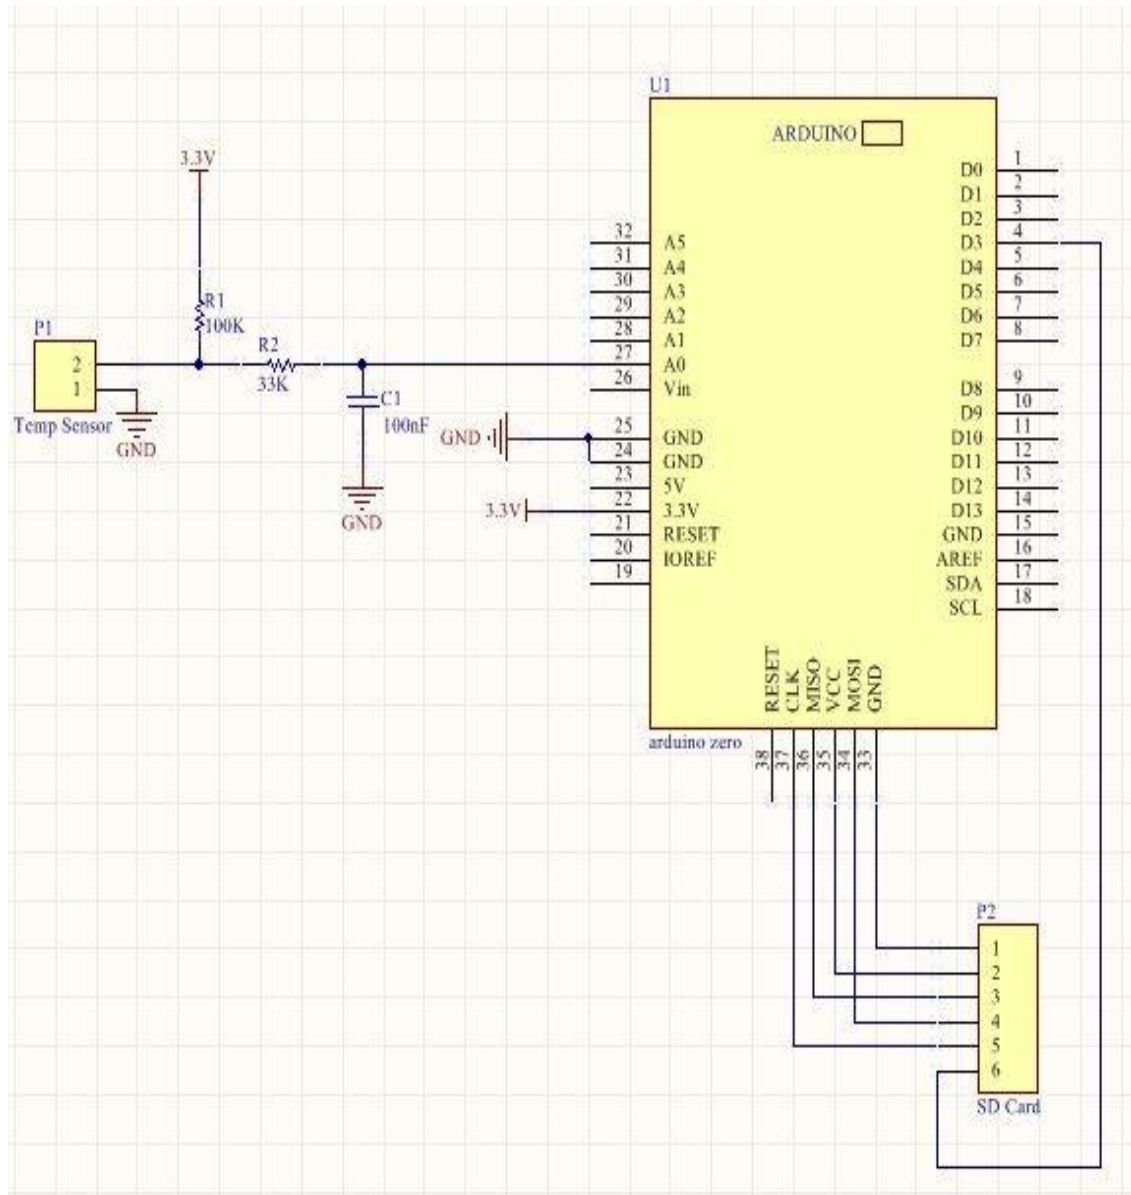 U1
ARDUINO
3.3V
R1
100K
P1
2
1
Temp Sensor
GND
R2
33K
C1
100nF
GND
32 A5
31 A4
30 A3
29 A2
28 A1
27 A0
26 Vin
GND
25 GND
24 GND
23 5V
3.3V
22 3.3V
21 RESET
20 IOREF
19
D0 1
D1 2
D2 3
D3 4
D4 5
D5 6
D6 7
D7 8
D8 9
D9 10
D10 11
D11 12
D12 13
D13 14
GND 15
AREF 16
SDA 17
SCL 18
RESET 38
CLK 37
MISO 36
VCC 35
MOSI 34
GND 33
arduino zero
P2
1
2
3
4
5
6
SD Card